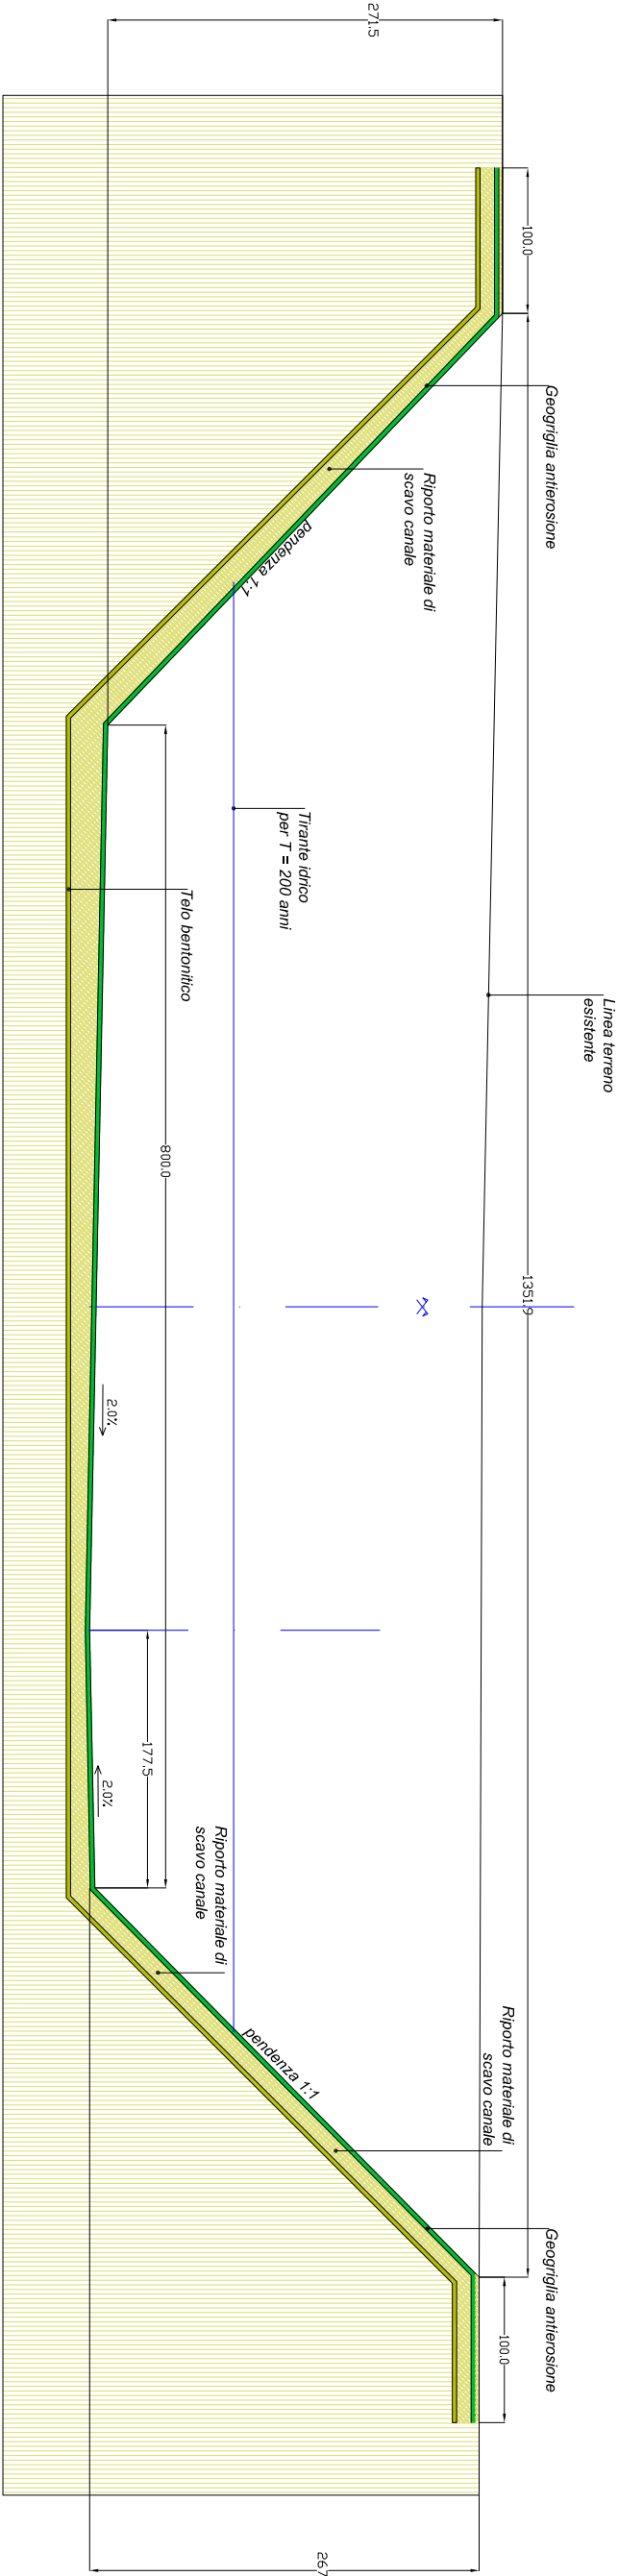 271.5
100.0
Geogriglia antierosione
Riporto materiale di
scavo canale
pendenza 1:1
Tirante idrico
per T = 200 anni
Telo bentonitico
Linea terreno
esistente
800.0
1351.9
2.0%
177.5
2.0%
Riporto materiale di
scavo canale
pendenza 1:1
Riporto materiale di
scavo canale
Geogriglia antierosione
100.0
267